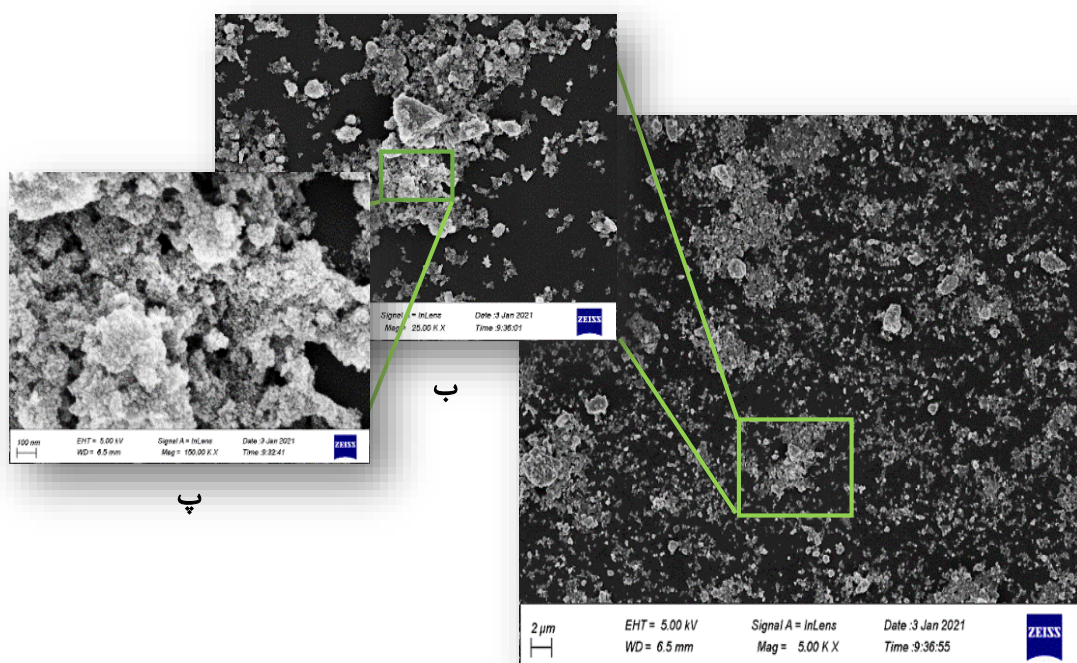 Signal A = InLens Date :3 Jan 2021
Mag = 25.00 K X Time :9:36:01
ZEISS
ب
100 nm EHT = 5.00 kV Signal A = InLens Date :3 Jan 2021
WD = 6.5 mm Mag = 150.00 K X Time :9:32:41
ZEISS
پ
2 µm EHT = 5.00 kV Signal A = InLens Date :3 Jan 2021
WD = 6.5 mm Mag = 5.00 K X Time :9:36:55
ZEISS